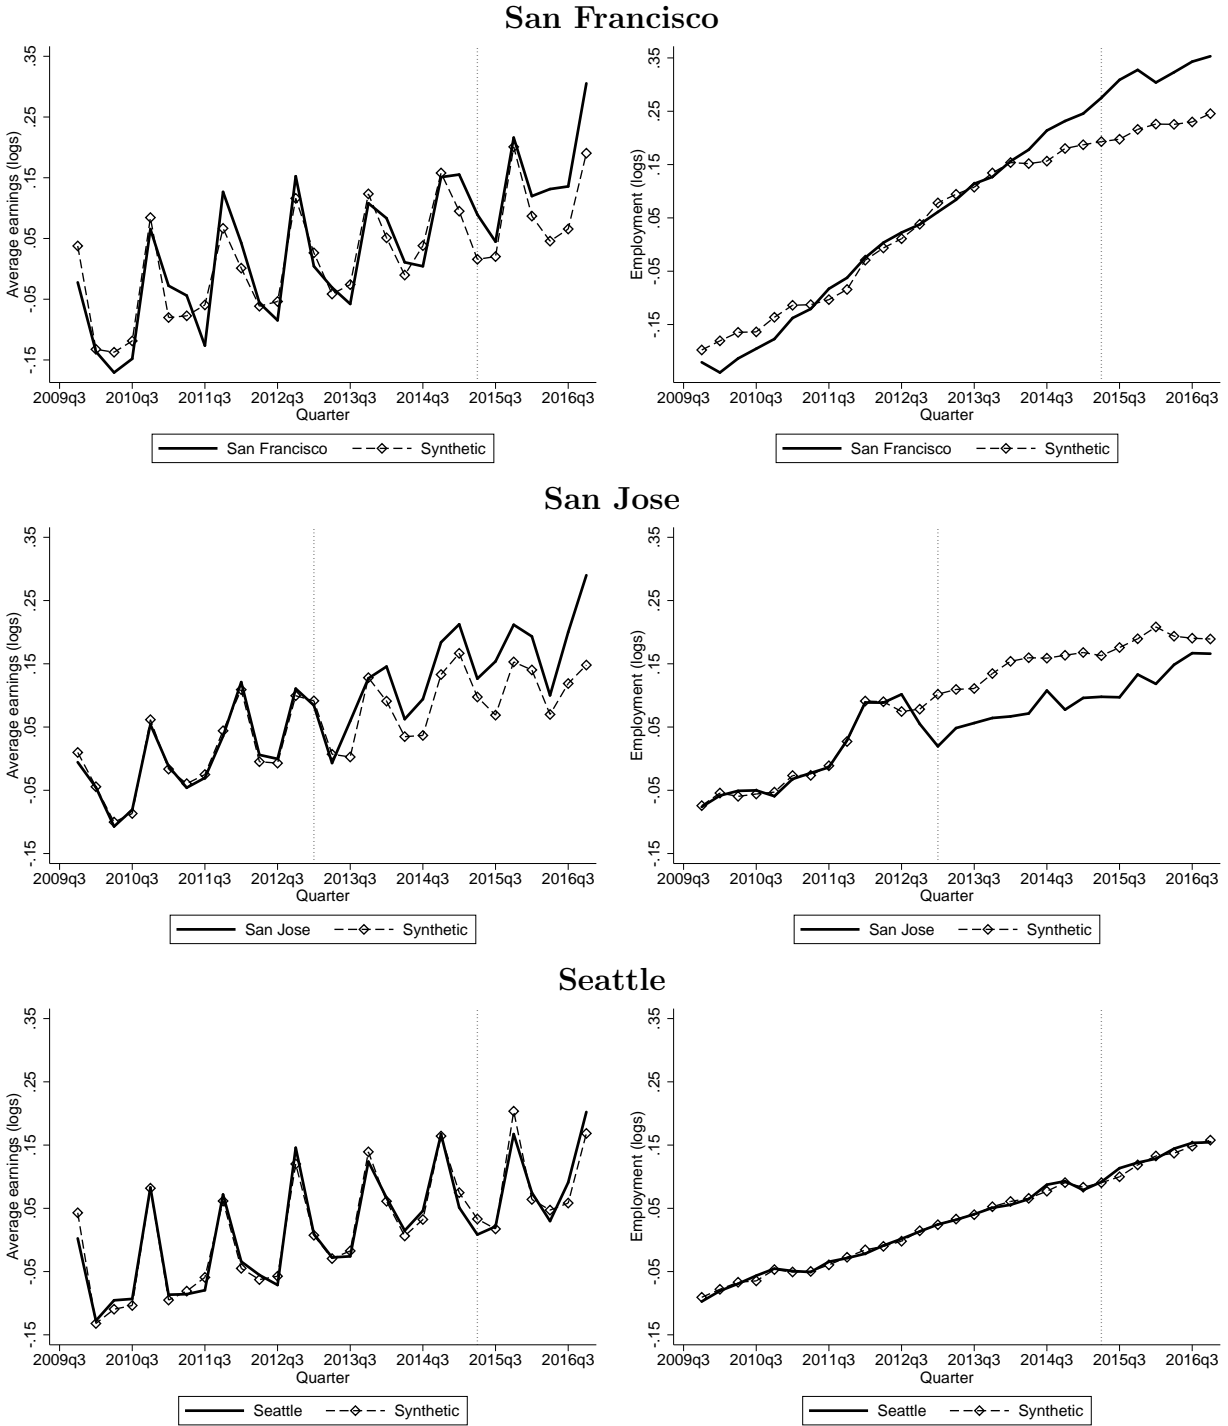 San Francisco
Average earnings (logs)
.35
.25
.15
.05
-.05
-.15
2009q3 2010q3 2011q3 2012q3 2013q3 2014q3 2015q3 2016q3
Quarter
San Francisco Synthetic
Employment (logs)
.35
.25
.15
.05
-.05
-.15
2009q3 2010q3 2011q3 2012q3 2013q3 2014q3 2015q3 2016q3
Quarter
San Francisco Synthetic
San Jose
Average earnings (logs)
.35
.25
.15
.05
-.05
-.15
2009q3 2010q3 2011q3 2012q3 2013q3 2014q3 2015q3 2016q3
Quarter
San Jose Synthetic
Employment (logs)
.35
.25
.15
.05
-.05
-.15
2009q3 2010q3 2011q3 2012q3 2013q3 2014q3 2015q3 2016q3
Quarter
San Jose Synthetic
Seattle
Average earnings (logs)
.35
.25
.15
.05
-.05
-.15
2009q3 2010q3 2011q3 2012q3 2013q3 2014q3 2015q3 2016q3
Quarter
Seattle Synthetic
Employment (logs)
.35
.25
.15
.05
-.05
-.15
2009q3 2010q3 2011q3 2012q3 2013q3 2014q3 2015q3 2016q3
Quarter
Seattle Synthetic